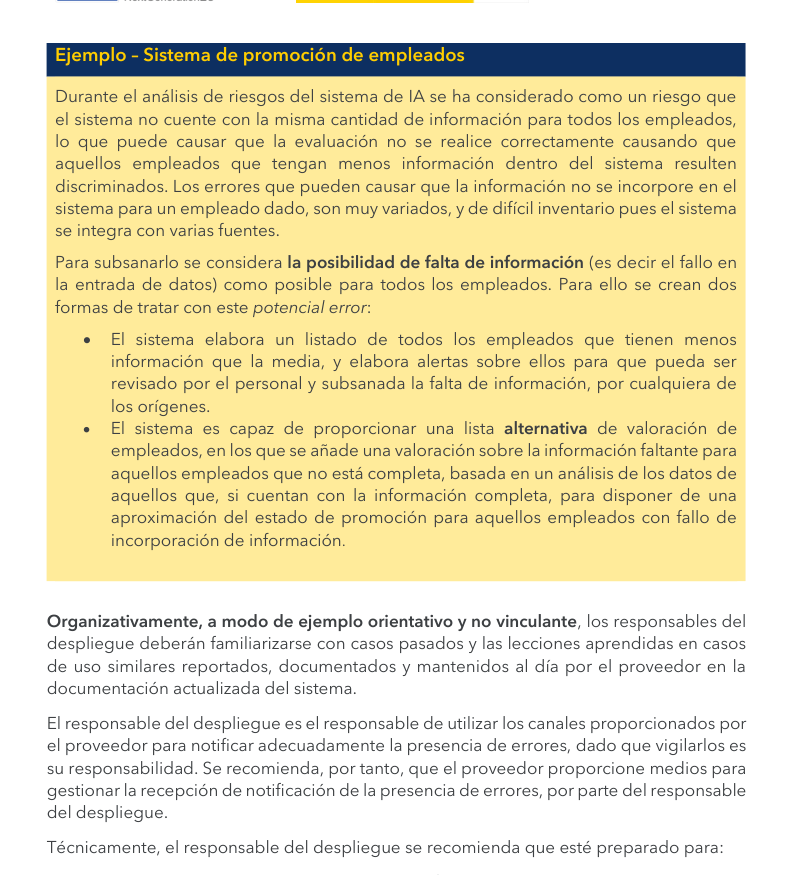 Ejemplo – Sistema de promoción de empleados
Durante el análisis de riesgos del sistema de IA se ha considerado como un riesgo que
el sistema no cuente con la misma cantidad de información para todos los empleados,
lo que puede causar que la evaluación no se realice correctamente causando que
aquellos empleados que tengan menos información dentro del sistema resulten
discriminados. Los errores que pueden causar que la información no se incorpore en el
sistema para un empleado dado, son muy variados, y de difícil inventario pues el sistema
se integra con varias fuentes.
Para subsanarlo se considera la posibilidad de falta de información (es decir el fallo en
la entrada de datos) como posible para todos los empleados. Para ello se crean dos
formas de tratar con este potencial error:
• El sistema elabora un listado de todos los empleados que tienen menos
información que la media, y elabora alertas sobre ellos para que pueda ser
revisado por el personal y subsanada la falta de información, por cualquiera de
los orígenes.
• El sistema es capaz de proporcionar una lista alternativa de valoración de
empleados, en los que se añade una valoración sobre la información faltante para
aquellos empleados que no está completa, basada en un análisis de los datos de
aquellos que, si cuentan con la información completa, para disponer de una
aproximación del estado de promoción para aquellos empleados con fallo de
incorporación de información.
Organizativamente, a modo de ejemplo orientativo y no vinculante, los responsables del
despliegue deberán familiarizarse con casos pasados y las lecciones aprendidas en casos
de uso similares reportados, documentados y mantenidos al día por el proveedor en la
documentación actualizada del sistema.
El responsable del despliegue es el responsable de utilizar los canales proporcionados por
el proveedor para notificar adecuadamente la presencia de errores, dado que vigilarlos es
su responsabilidad. Se recomienda, por tanto, que el proveedor proporcione medios para
gestionar la recepción de notificación de la presencia de errores, por parte del responsable
del despliegue.
Técnicamente, el responsable del despliegue se recomienda que esté preparado para: